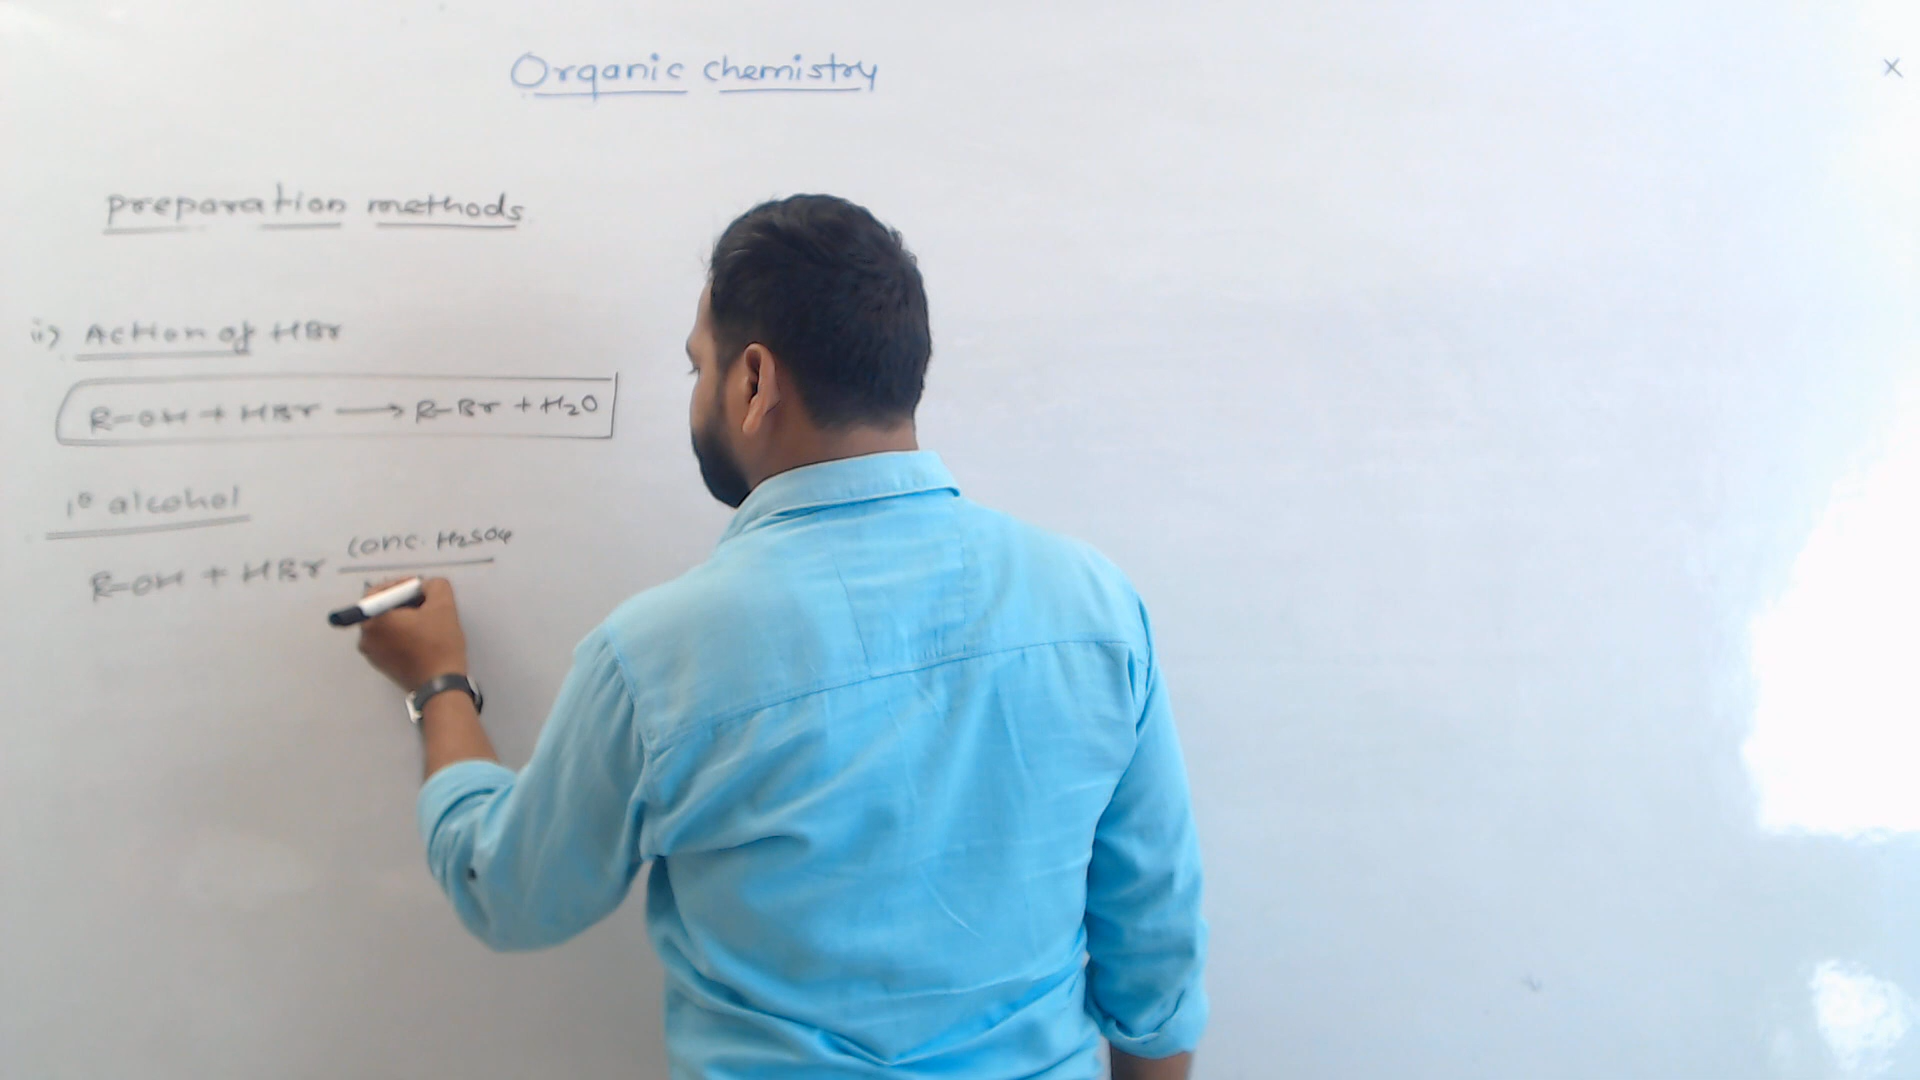 Organic chemistry
preparation methods
ii) Action of HBr
R-OH + HBr ⟶ R-Br + H₂O
1° alcohol
R-OH + HBr conc. H₂SO₄